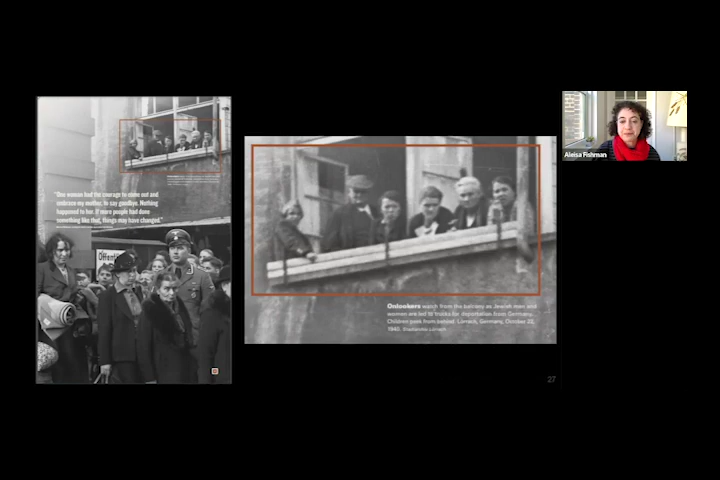 "One woman had the courage to come out and
embrace my mother, to say goodbye. Nothing
happened to her. If more people had done
something like that, things may have changed."
Öffentl
Onlookers watch from the balcony as Jewish men and
women are led to trucks for deportation from Germany.
Children peek from behind. Lörrach, Germany, October 22,
1940. Stadtarchiv Lörrach
Aleisa Fishman
27